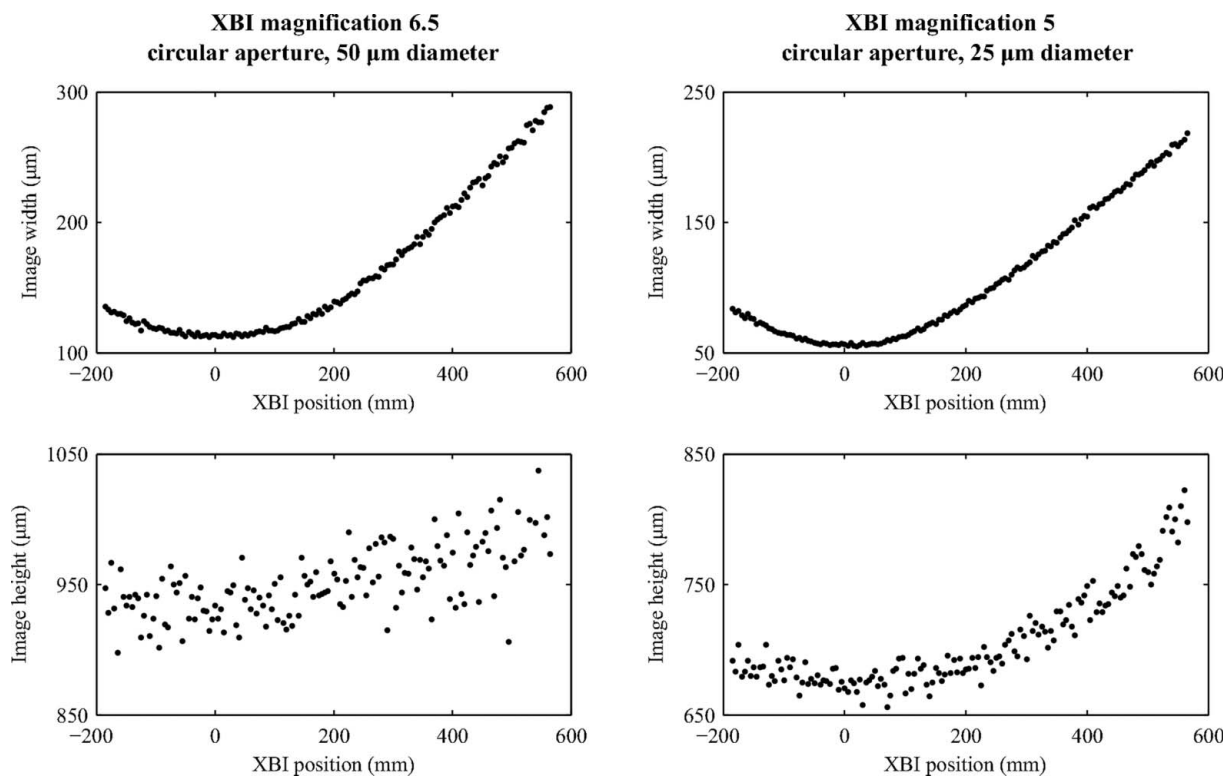 XBI magnification 6.5
circular aperture, 50 μm diameter
300
200
100
Image width (μm)
−200 0 200 400 600
XBI position (mm)
XBI magnification 5
circular aperture, 25 μm diameter
250
150
50
Image width (μm)
−200 0 200 400 600
XBI position (mm)
1050
950
850
Image height (μm)
−200 0 200 400 600
XBI position (mm)
850
750
650
Image height (μm)
−200 0 200 400 600
XBI position (mm)